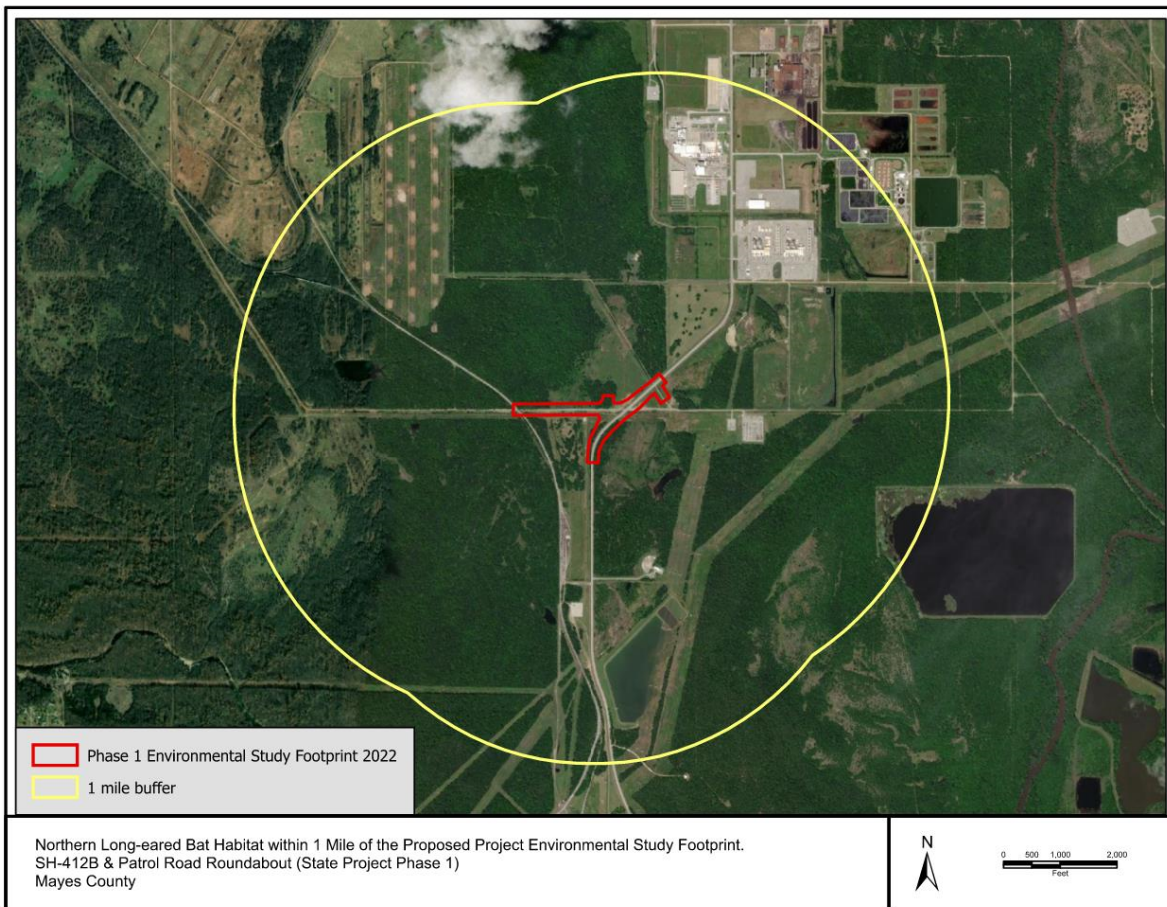 Phase 1 Environmental Study Footprint 2022
1 mile buffer
Northern Long-eared Bat Habitat within 1 Mile of the Proposed Project Environmental Study Footprint.
SH-412B & Patrol Road Roundabout (State Project Phase 1)
Mayes County
N
0 500 1,000 2,000
Feet